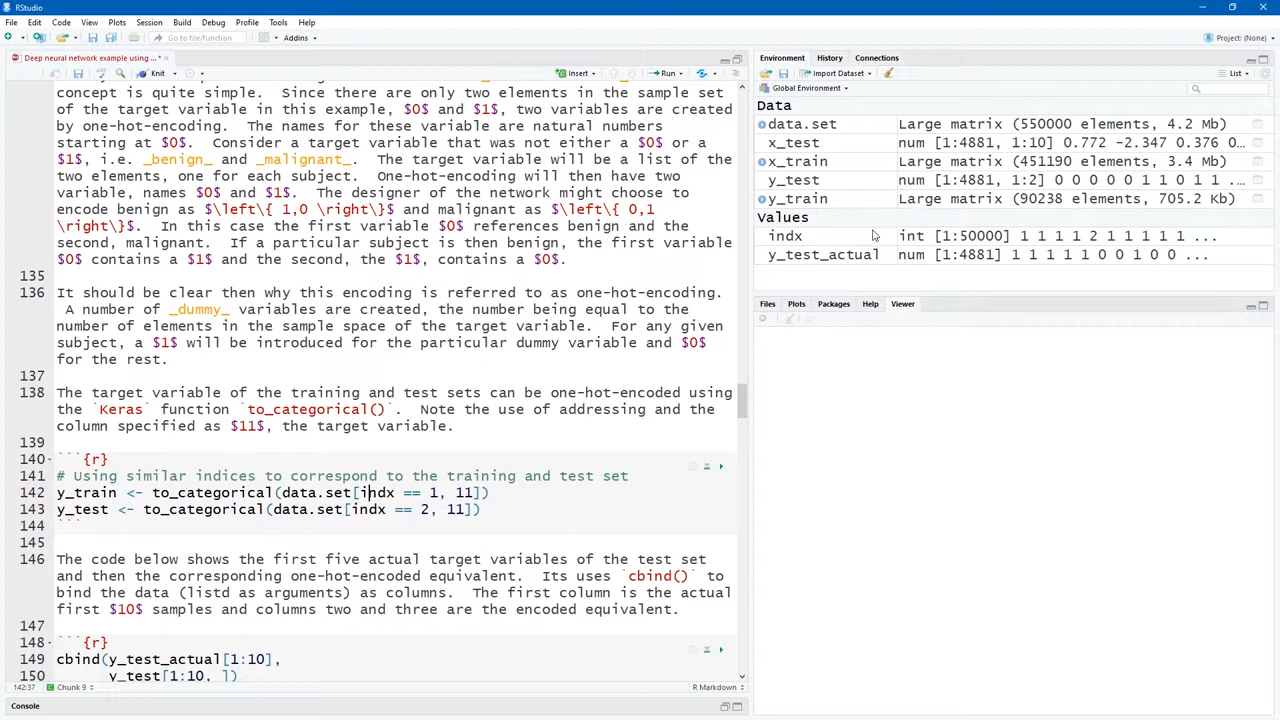 RStudio
File Edit Code View Plots Session Build Debug Profile Tools Help
Go to file/function Addins Project: (None)
Deep neural network example using ...*
Knit Insert Run
concept is quite simple.  Since there are only two elements in the sample set
of the target variable in this example, $0$ and $1$, two variables are created
by one-hot-encoding.  The names for these variable are natural numbers
starting at $0$.  Consider a target variable that was not either a $0$ or a
$1$, i.e. _benign_ and _malignant_.  The target variable will be a list of the
two elements, one for each subject.  One-hot-encoding will then have two
variable, names $0$ and $1$. The designer of the network might choose to
encode benign as $\left\{ 1,0 \right\}$ and malignant as $\left\{ 0,1
\right\}$.  In this case the first variable $0$ references benign and the
second, malignant.  If a particular subject is then benign, the first variable
$0$ contains a $1$ and the second, the $1$, contains a $0$.
135
136 It should be clear then why this encoding is referred to as one-hot-encoding.
A number of _dummy_ variables are created, the number being equal to the
number of elements in the sample space of the target variable.  For any given
subject, a $1$ will be introduced for the particular dummy variable and $0$
for the rest.
137
138 The target variable of the training and test sets can be one-hot-encoded using
the `Keras` function `to_categorical()`.  Note the use of addressing and the
column specified as $11$, the target variable.
139
140 ```{r}
141 # Using similar indices to correspond to the training and test set
142 y_train <- to_categorical(data.set[indx == 1, 11])
143 y_test <- to_categorical(data.set[indx == 2, 11])
144 ```
145
146 The code below shows the first five actual target variables of the test set
and then the corresponding one-hot-encoded equivalent.  Its uses `cbind()` to
bind the data (listd as arguments) as columns.  The first column is the actual
first $10$ samples and columns two and three are the encoded equivalent.
147
148 ```{r}
149 cbind(y_test_actual[1:10],
150 y_test[1:10, ])
142:37 Chunk 9 R Markdown
Console
Environment History Connections
Import Dataset List
Global Environment
Data
data.set Large matrix (550000 elements, 4.2 Mb)
x_test num [1:4881, 1:10] 0.772 -2.347 0.376 0...
x_train Large matrix (451190 elements, 3.4 Mb)
y_test num [1:4881, 1:2] 0 0 0 0 0 1 1 0 1 1 ...
y_train Large matrix (90238 elements, 705.2 Kb)
Values
indx int [1:50000] 1 1 1 1 2 1 1 1 1 1 ...
y_test_actual num [1:4881] 1 1 1 1 1 0 0 1 0 0 ...
Files Plots Packages Help Viewer